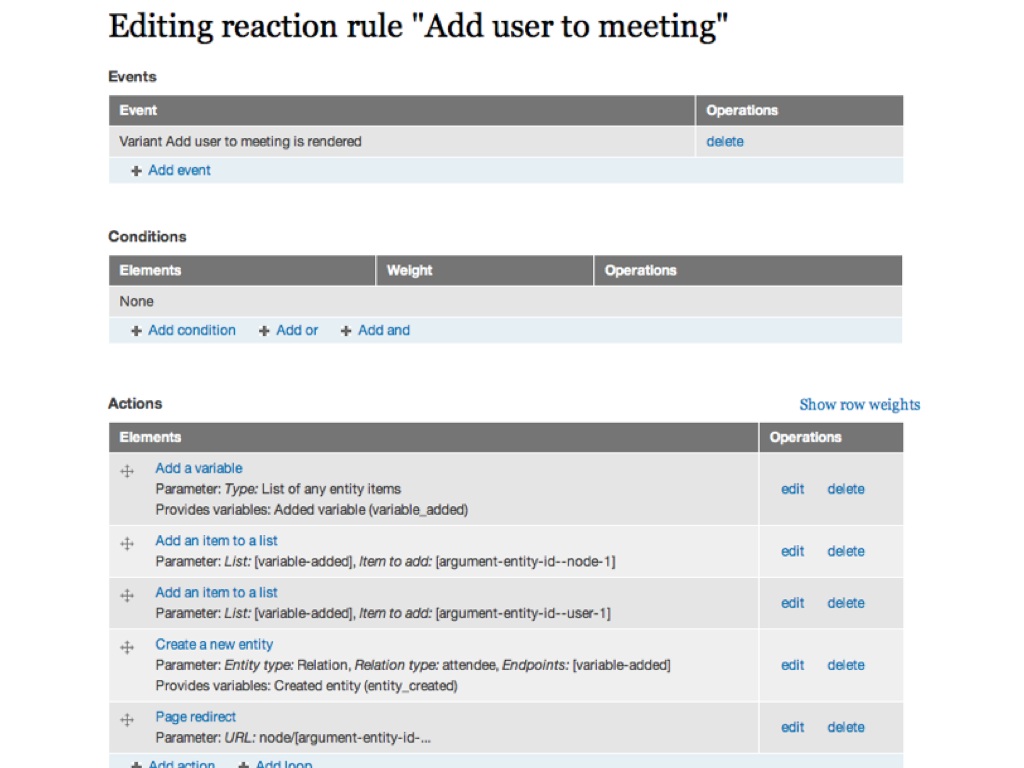 Editing reaction rule "Add user to meeting"
Events
Event Operations
Variant Add user to meeting is rendered delete
Add event
Conditions
Elements Weight Operations
None
Add condition Add or Add and
Actions Show row weights
Elements Operations
Add a variable
Parameter: Type: List of any entity items edit delete
Provides variables: Added variable (variable_added)
Add an item to a list
Parameter: List: [variable-added], Item to add: [argument-entity-id--node-1] edit delete
Add an item to a list
Parameter: List: [variable-added], Item to add: [argument-entity-id--user-1] edit delete
Create a new entity
Parameter: Entity type: Relation, Relation type: attendee, Endpoints: [variable-added] edit delete
Provides variables: Created entity (entity_created)
Page redirect
Parameter: URL: node/[argument-entity-id-... edit delete
Add action Add loop